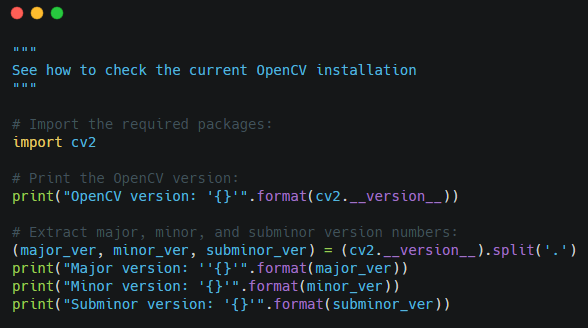 """
See how to check the current OpenCV installation
"""
# Import the required packages:
import cv2
# Print the OpenCV version:
print("OpenCV version: '{}'".format(cv2.__version__))
# Extract major, minor, and subminor version numbers:
(major_ver, minor_ver, subminor_ver) = (cv2.__version__).split('.')
print("Major version: ''{}'".format(major_ver))
print("Minor version: '{}'".format(minor_ver))
print("Subminor version: '{}'".format(subminor_ver))